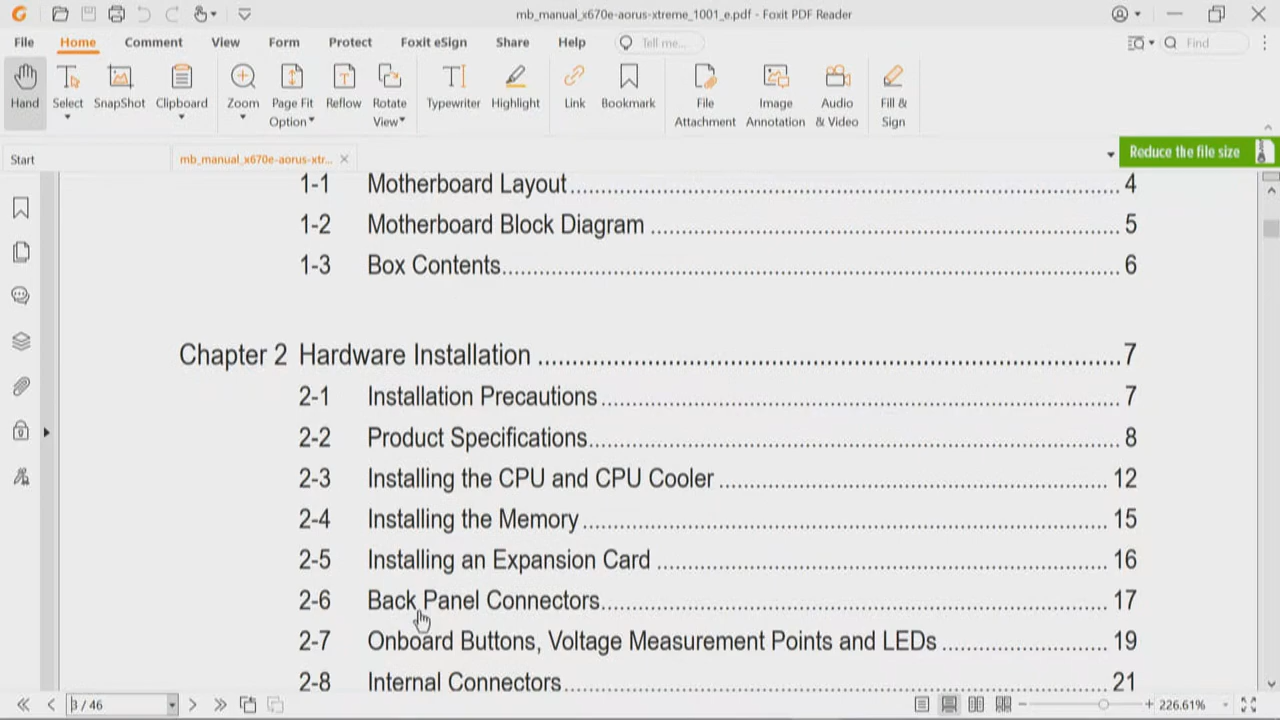 mb_manual_x670e-aorus-xtreme_1001_e.pdf - Foxit PDF Reader
File Home Comment View Form Protect Foxit eSign Share Help Tell me... Find
Hand Select SnapShot Clipboard Zoom Page Fit Option Reflow Rotate View Typewriter Highlight Link Bookmark File Attachment Image Annotation Audio & Video Fill & Sign
Start mb_manual_x670e-aorus-xtr... Reduce the file size
1-1 Motherboard Layout 4
1-2 Motherboard Block Diagram 5
1-3 Box Contents 6
Chapter 2 Hardware Installation 7
2-1 Installation Precautions 7
2-2 Product Specifications 8
2-3 Installing the CPU and CPU Cooler 12
2-4 Installing the Memory 15
2-5 Installing an Expansion Card 16
2-6 Back Panel Connectors 17
2-7 Onboard Buttons, Voltage Measurement Points and LEDs 19
2-8 Internal Connectors 21
3 / 46 226.61%